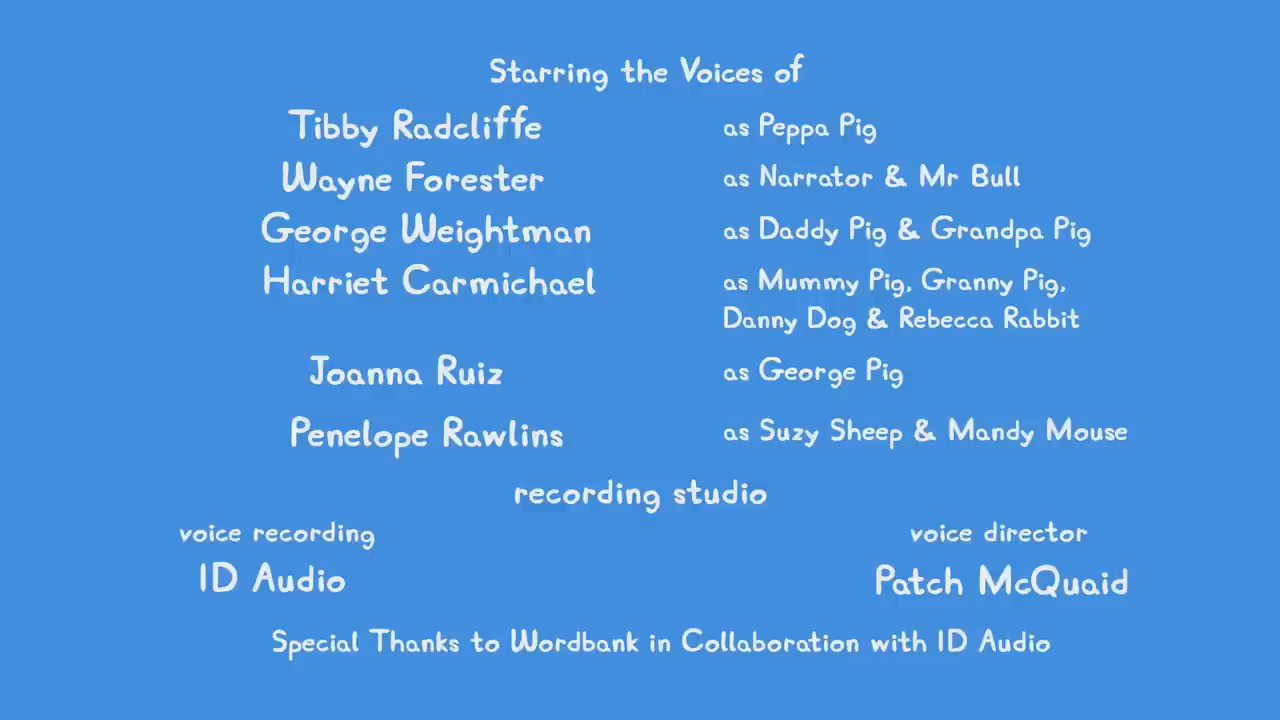 Starring the Voices of
Tibby Radcliffe as Peppa Pig
Wayne Forester as Narrator & Mr Bull
George Weightman as Daddy Pig & Grandpa Pig
Harriet Carmichael as Mummy Pig, Granny Pig,
Danny Dog & Rebecca Rabbit
Joanna Ruiz as George Pig
Penelope Rawlins as Suzy Sheep & Mandy Mouse
recording studio
voice recording voice director
ID Audio Patch McQuaid
Special Thanks to Wordbank in Collaboration with ID Audio